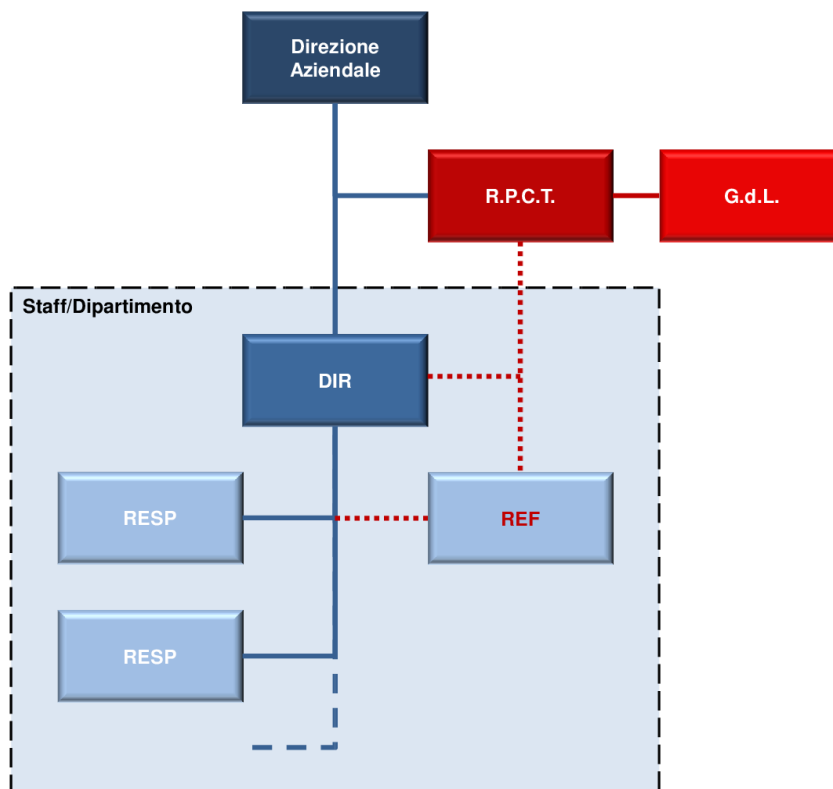 Direzione
Aziendale
R.P.C.T.
G.d.L.
Staff/Dipartimento
DIR
RESP
REF
RESP